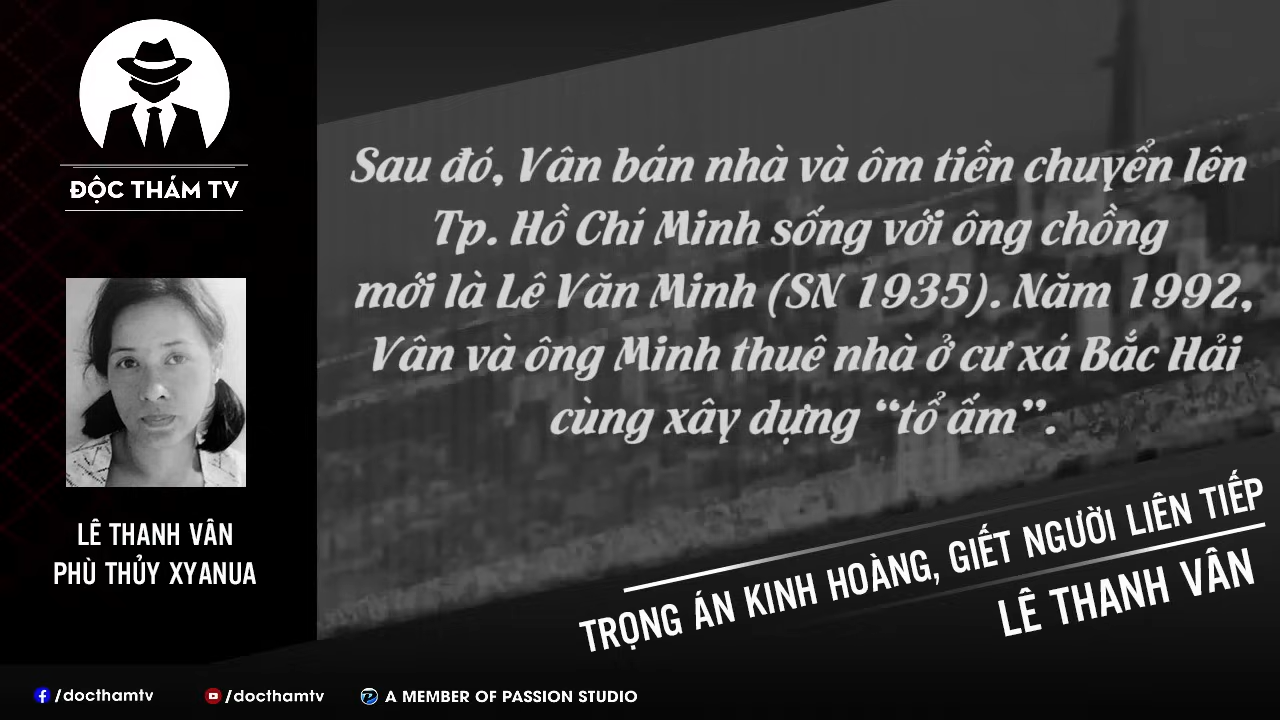 ĐỘC THÁM TV
LÊ THANH VÂN
PHÙ THỦY XYANUA
Sau đó, Vân bán nhà và ôm tiền chuyển lên
Tp. Hồ Chí Minh sống với ông chồng
mới là Lê Văn Minh (SN 1935). Năm 1992,
Vân và ông Minh thuê nhà ở cư xá Bắc Hải
cùng xây dựng “tổ ấm”.
TRỌNG ÁN KINH HOÀNG, GIẾT NGƯỜI LIÊN TIẾP
LÊ THANH VÂN
/docthamtv
/docthamtv
A MEMBER OF PASSION STUDIO